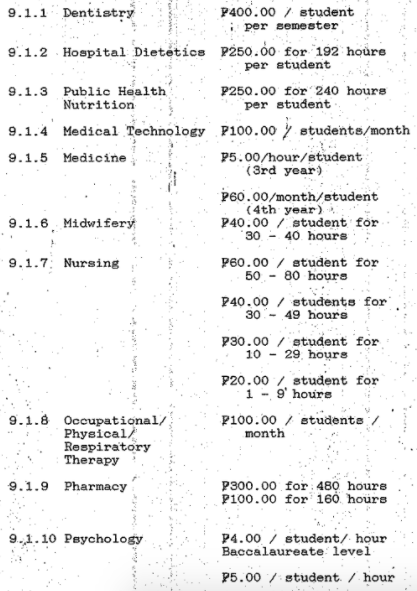 9.1.1 Dentistry ₱400.00 / student
per semester
9.1.2 Hospital Dietetics ₱250.00 for 192 hours
per student
9.1.3 Public Health ₱250.00 for 240 hours
Nutrition per student
9.1.4 Medical Technology ₱100.00 / students/month
9.1.5 Medicine ₱5.00/hour/student
(3rd year)
₱60.00/month/student
(4th year)
9.1.6 Midwifery ₱40.00 / student for
30 - 40 hours
9.1.7 Nursing ₱60.00 / student for
50 - 80 hours
₱40.00 / students for
30 - 49 hours
₱30.00 / student for
10 - 29 hours
₱20.00 / student for
1 - 9 hours
9.1.8 Occupational/ ₱100.00 / students /
Physical/ month
Respiratory
Therapy
9.1.9 Pharmacy ₱300.00 for 480 hours
₱100.00 for 160 hours
9.1.10 Psychology ₱4.00 / student/ hour
Baccalaureate level
₱5.00 / student / hour